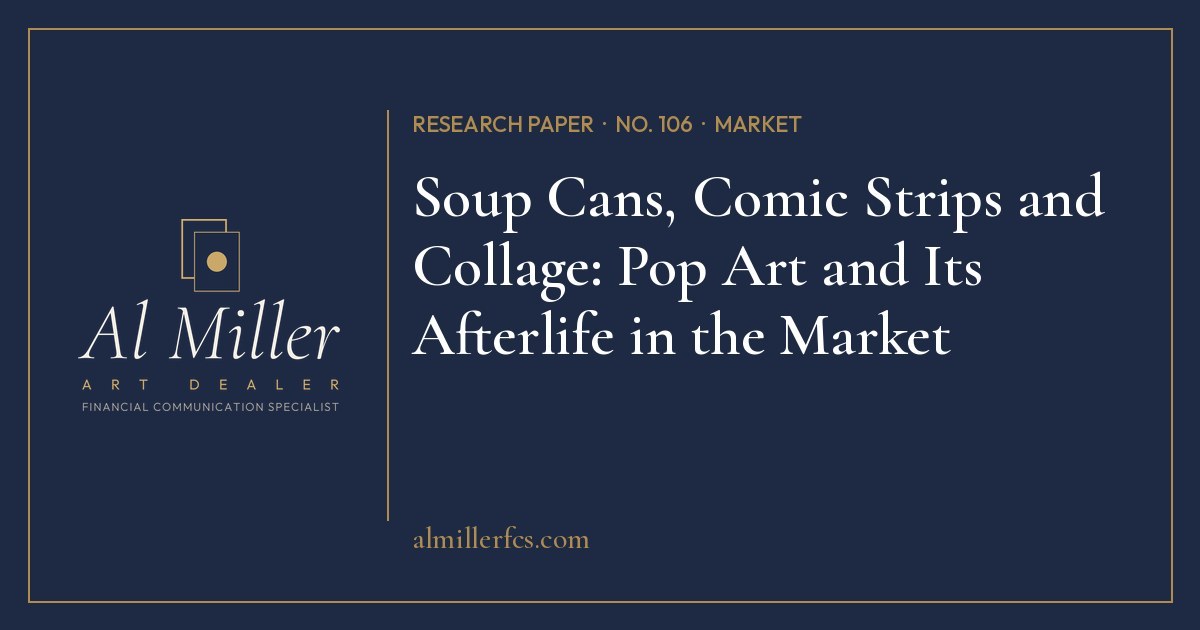 Al Miller
ART DEALER
FINANCIAL COMMUNICATION SPECIALIST
RESEARCH PAPER · NO. 106 · MARKET
Soup Cans, Comic Strips and
Collage: Pop Art and Its
Afterlife in the Market
almillerfcs.com